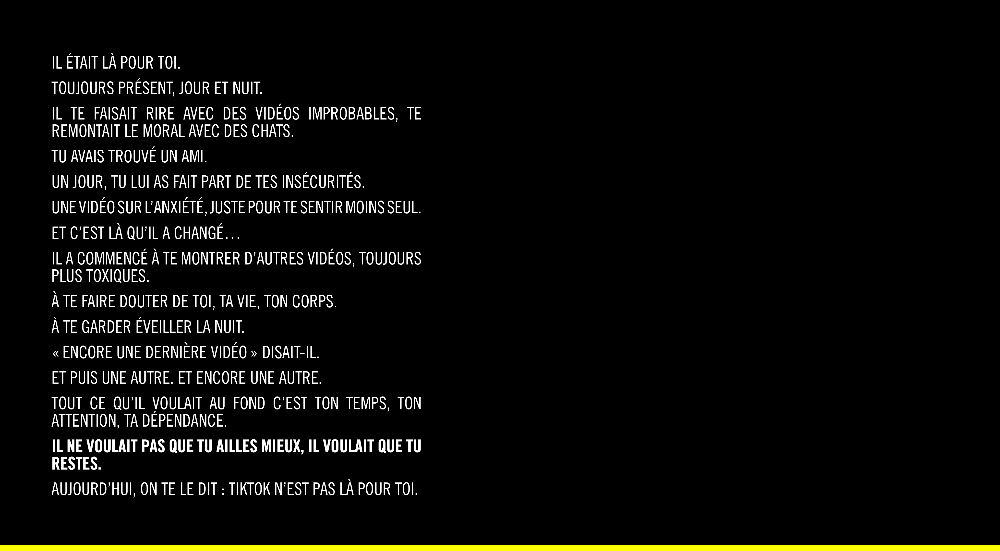 IL ÉTAIT LÀ POUR TOI.
TOUJOURS PRÉSENT, JOUR ET NUIT.
IL TE FAISAIT RIRE AVEC DES VIDÉOS IMPROBABLES, TE
REMONTAIT LE MORAL AVEC DES CHATS.
TU AVAIS TROUVÉ UN AMI.
UN JOUR, TU LUI AS FAIT PART DE TES INSÉCURITÉS.
UNE VIDÉO SUR L’ANXIÉTÉ, JUSTE POUR TE SENTIR MOINS SEUL.
ET C’EST LÀ QU’IL A CHANGÉ…
IL A COMMENCÉ À TE MONTRER D’AUTRES VIDÉOS, TOUJOURS
PLUS TOXIQUES.
À TE FAIRE DOUTER DE TOI, TA VIE, TON CORPS.
À TE GARDER ÉVEILLER LA NUIT.
« ENCORE UNE DERNIÈRE VIDÉO » DISAIT-IL.
ET PUIS UNE AUTRE. ET ENCORE UNE AUTRE.
TOUT CE QU’IL VOULAIT AU FOND C’EST TON TEMPS, TON
ATTENTION, TA DÉPENDANCE.
IL NE VOULAIT PAS QUE TU AILLES MIEUX, IL VOULAIT QUE TU
RESTES.
AUJOURD’HUI, ON TE LE DIT : TIKTOK N’EST PAS LÀ POUR TOI.